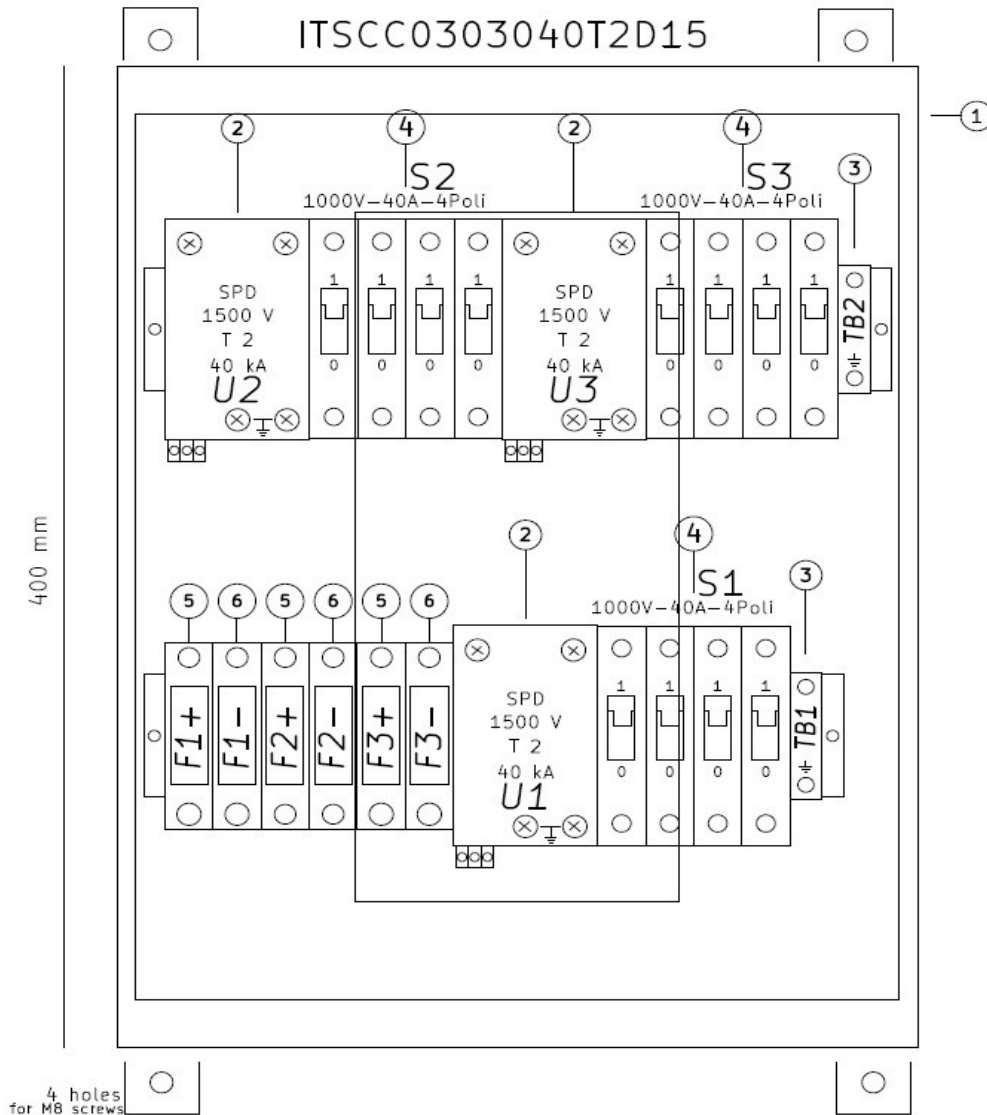 ITSCC0303040T2D15
1
2
4
2
4
3
S2
S3
1000V-40A-4Poli
1000V-40A-4Poli
SPD
1500 V
T 2
40 kA
U2
1 1 1 1
0 0 0 0
SPD
1500 V
T 2
40 kA
U3
1 1 1 1
0 0 0 0
TB2
400 mm
2
4
3
S1
1000V-40A-4Poli
5 6 5 6 5 6
F1+ F1- F2+ F2- F3+ F3-
SPD
1500 V
T 2
40 kA
U1
1 1 1 1
0 0 0 0
TB1
4 holes
for M8 screws